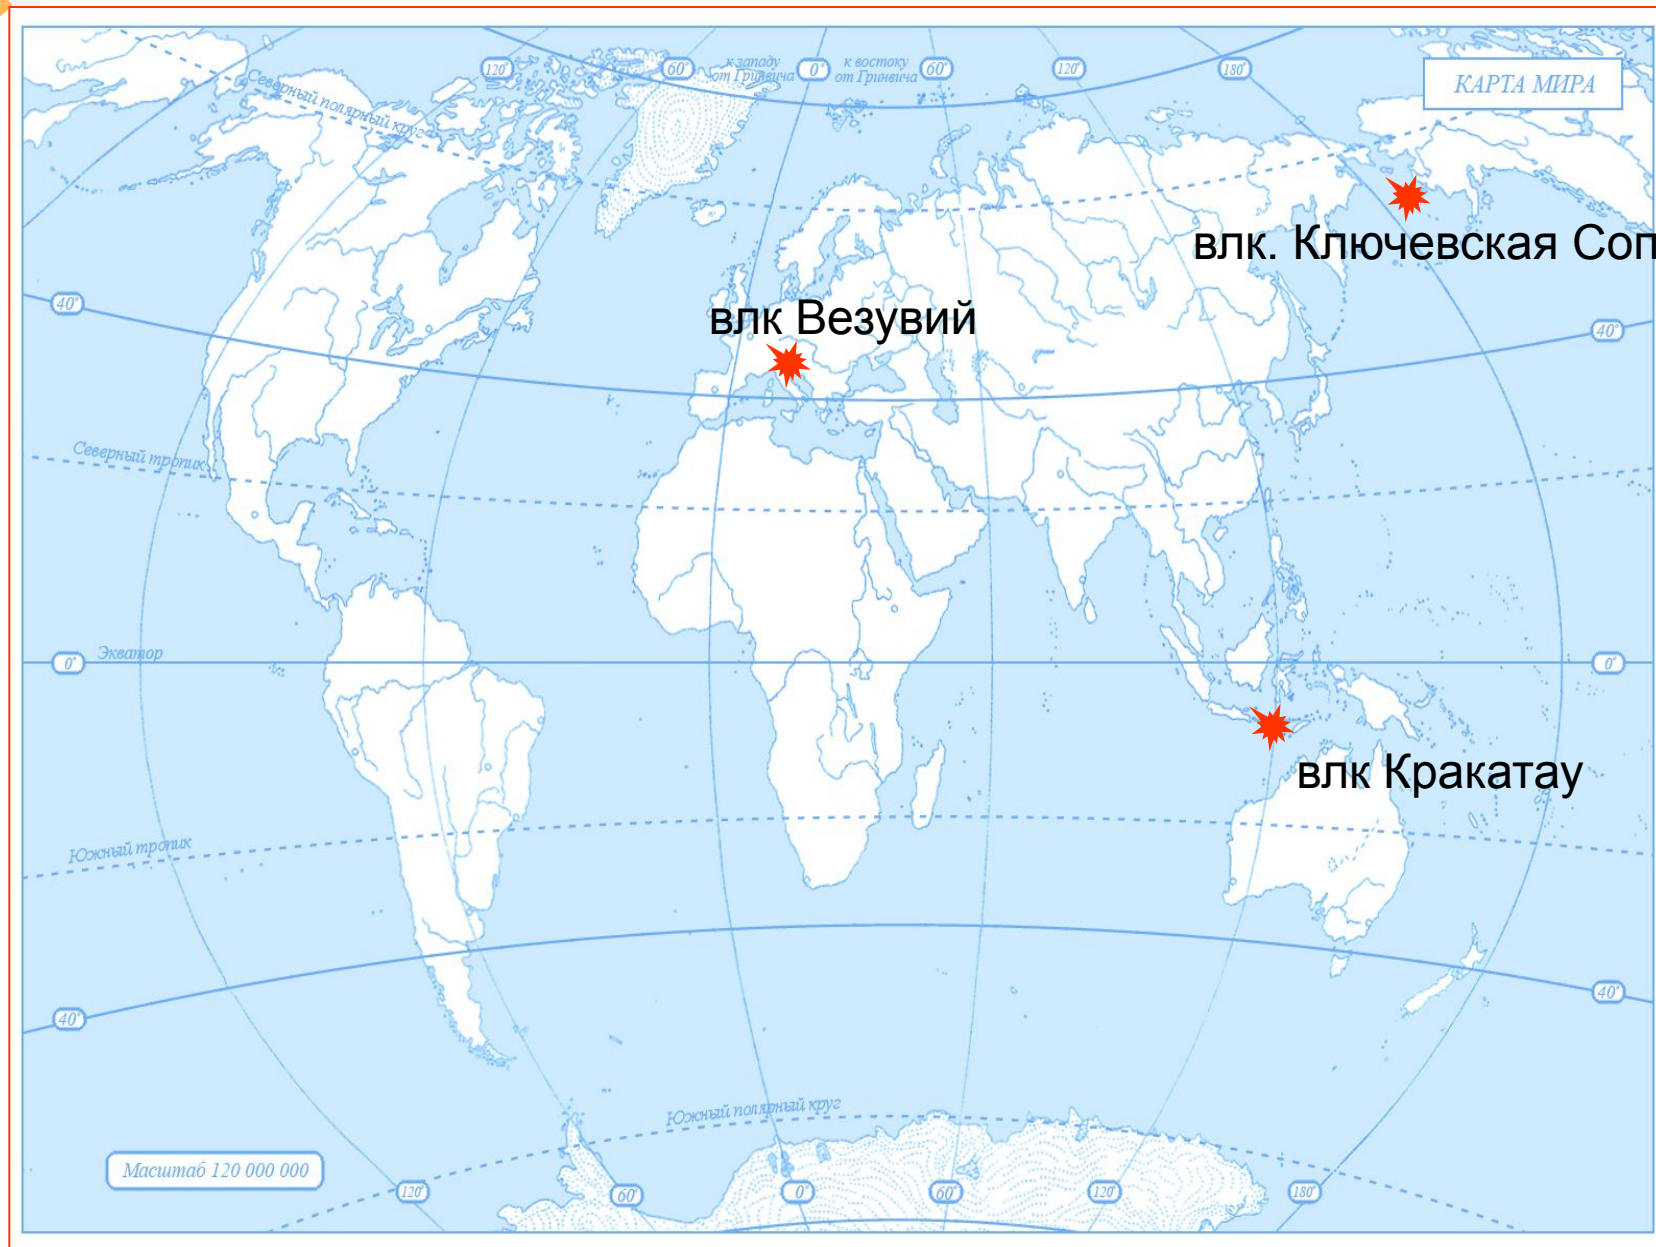 120°
60°
к западу
от Гринвича
0°
к востоку
от Гринвича
60°
120°
180°
КАРТА МИРА
Северный полярный круг
влк. Ключевская Соп
40°
влк Везувий
40°
Северный тропик
0°
Экватор
0°
влк Кракатау
Южный тропик
40°
40°
Южный полярный круг
Масштаб 120 000 000
120°
60°
0°
60°
120°
180°